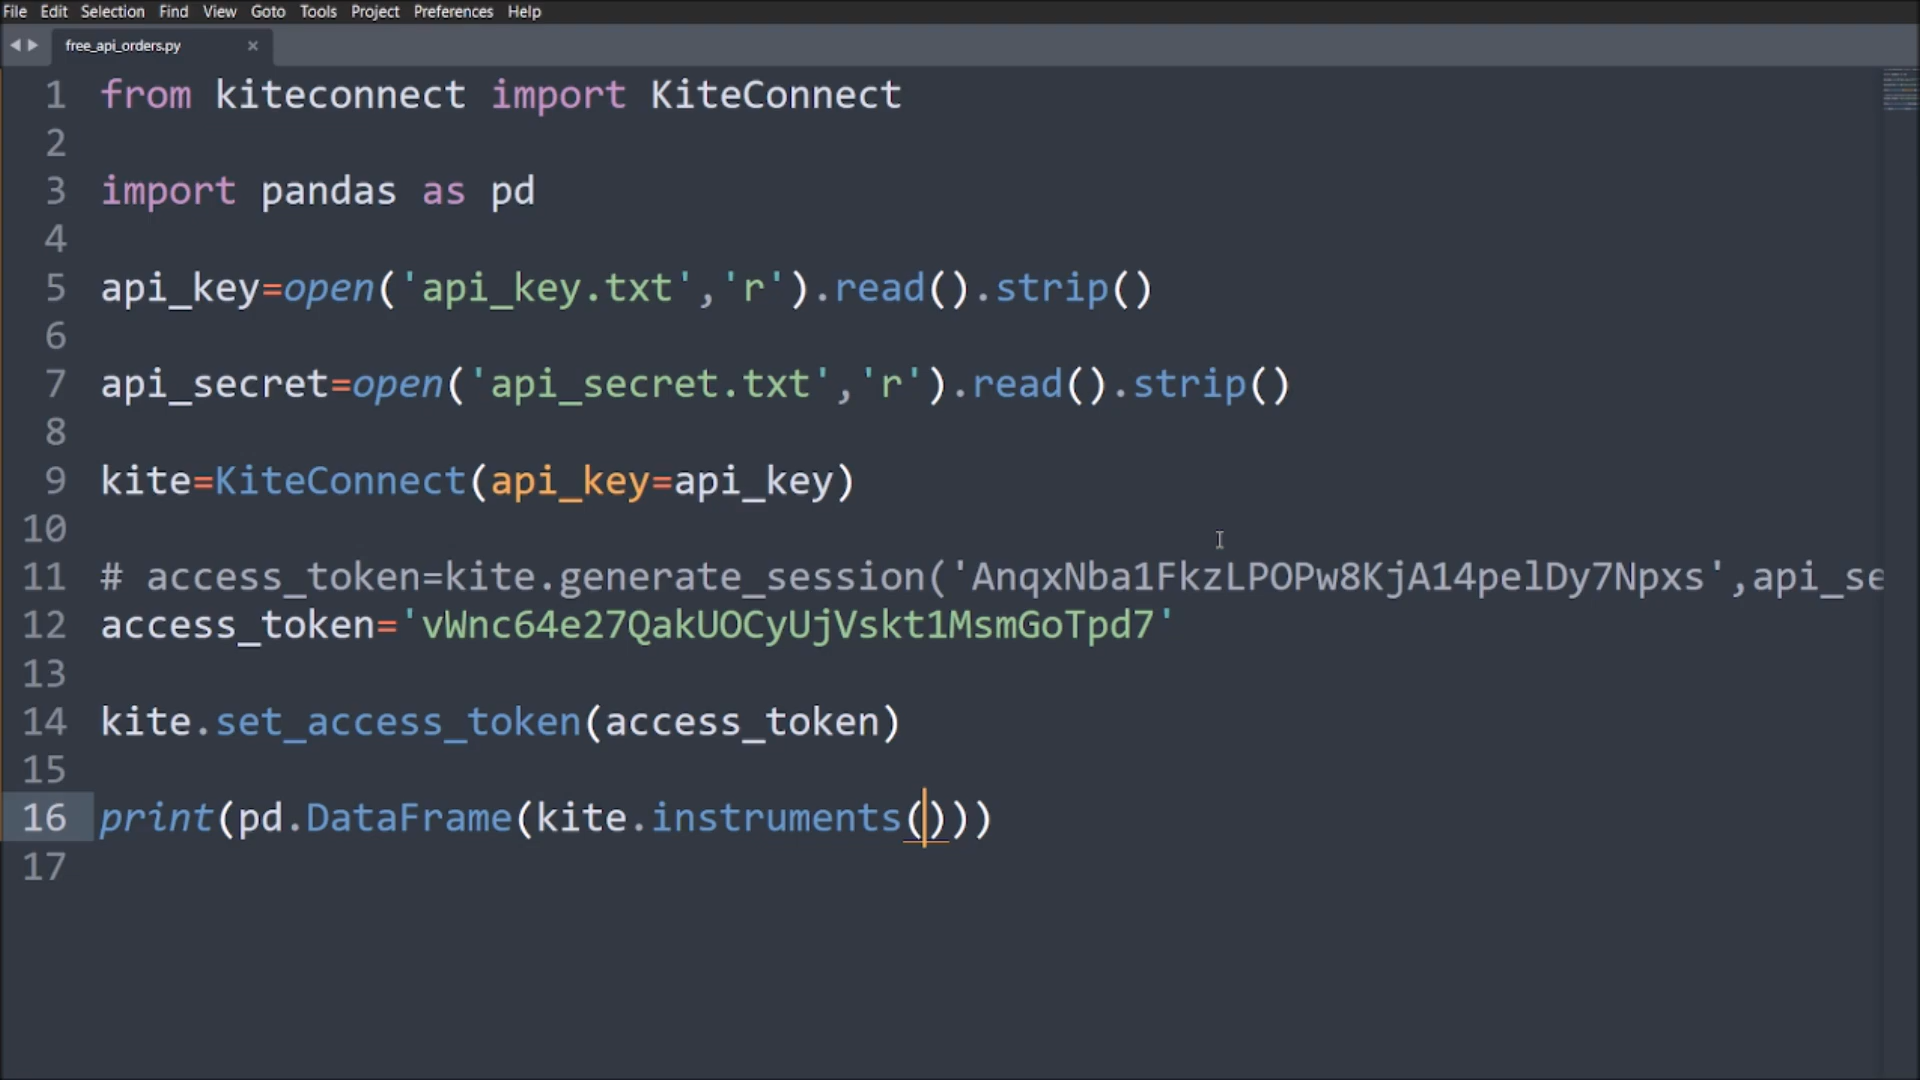 File Edit Selection Find View Goto Tools Project Preferences Help
free_api_orders.py
1 from kiteconnect import KiteConnect
2
3 import pandas as pd
4
5 api_key=open('api_key.txt','r').read().strip()
6
7 api_secret=open('api_secret.txt','r').read().strip()
8
9 kite=KiteConnect(api_key=api_key)
10
11 # access_token=kite.generate_session('AnqxNba1FkzLPOPw8KjA14pelDy7Npxs',api_se
12 access_token='vWnc64e27QakUOCyUjVskt1MsmGoTpd7'
13
14 kite.set_access_token(access_token)
15
16 print(pd.DataFrame(kite.instruments()))
17